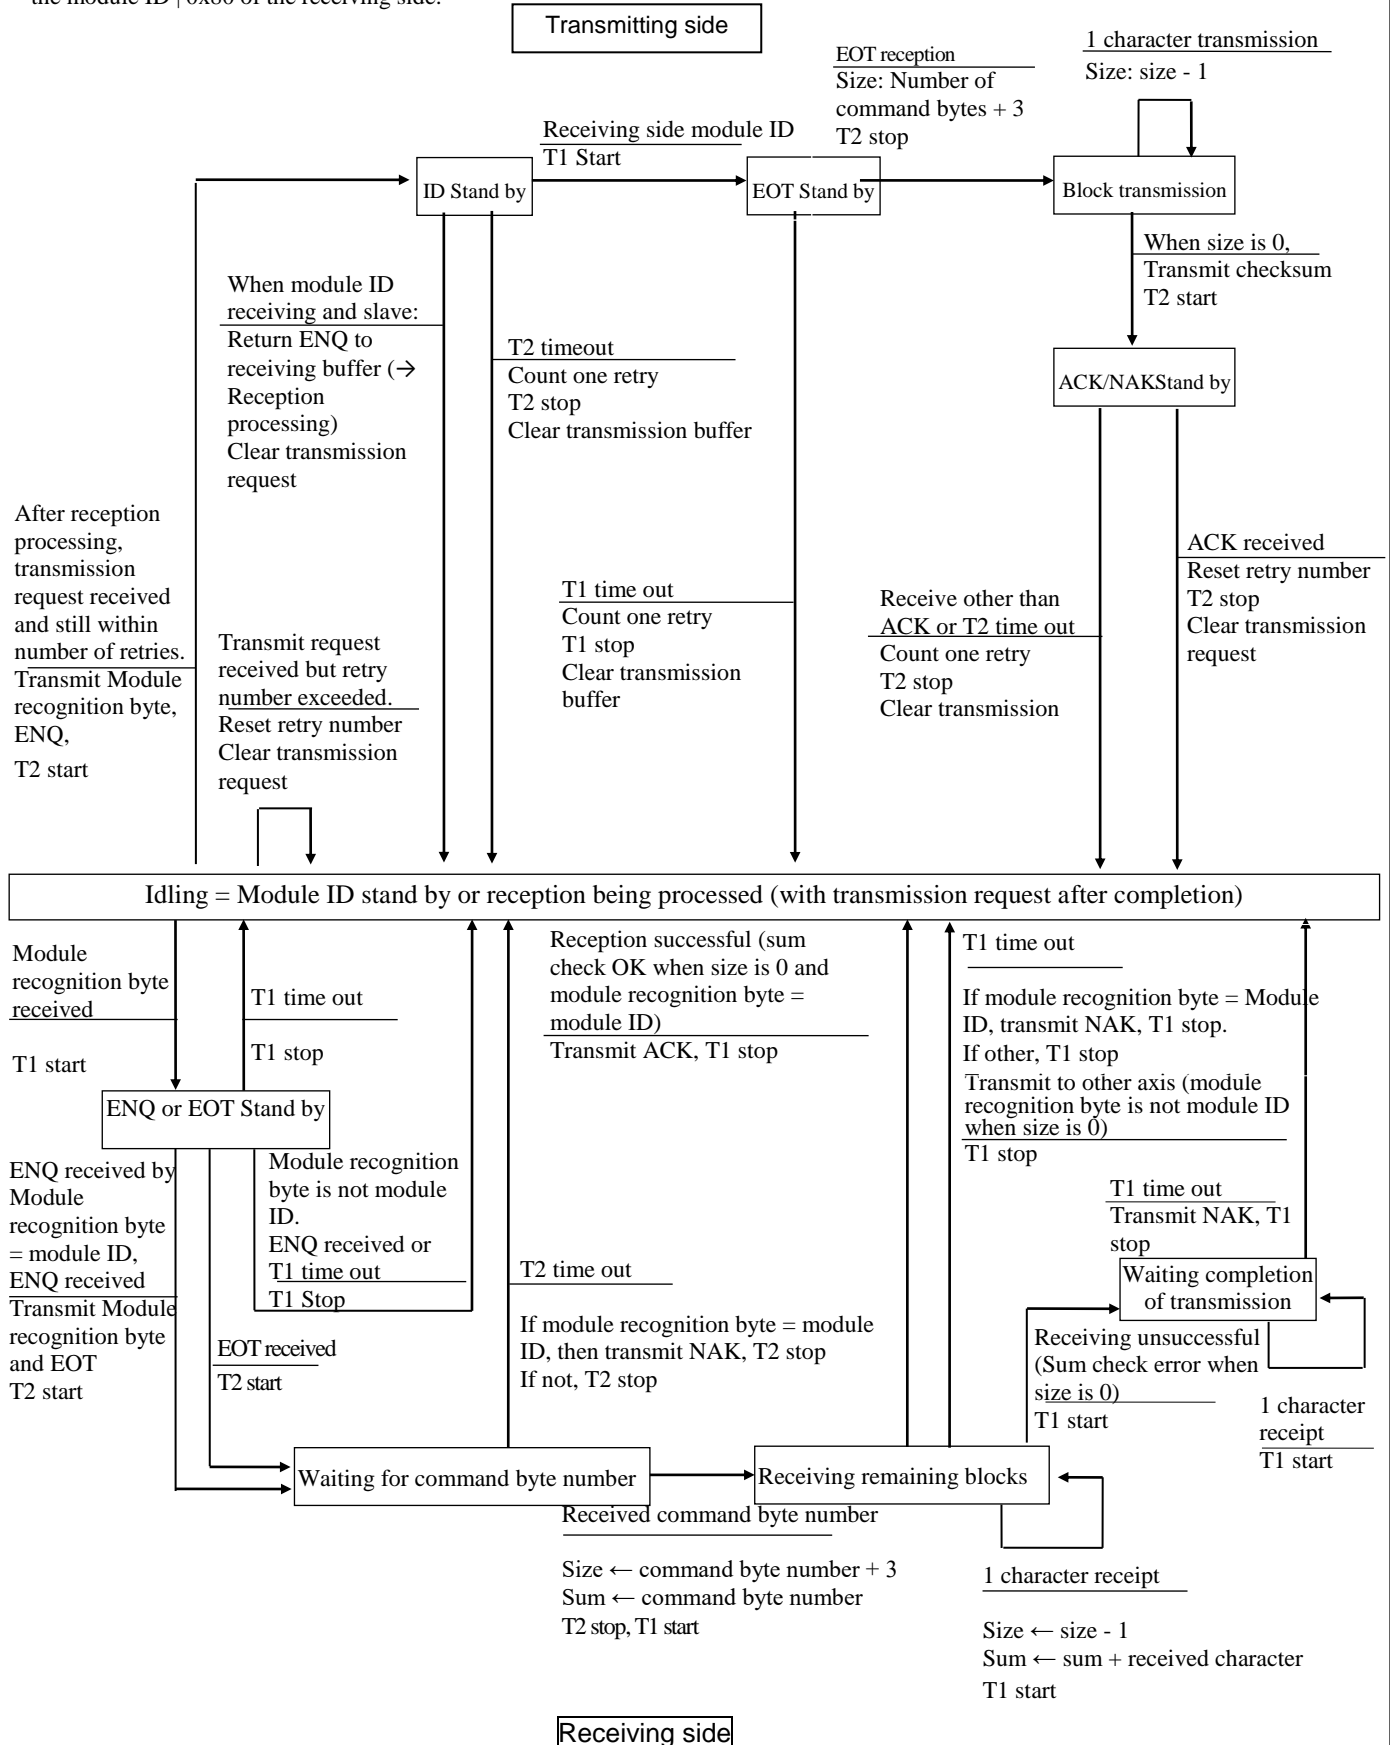 the module ID | 0x80 of the receiving side.
Transmitting side
EOT reception
Size: Number of
command bytes + 3
T2 stop
1 character transmission
Size: size - 1
Receiving side module ID
T1 Start
ID Stand by
EOT Stand by
Block transmission
When size is 0,
Transmit checksum
T2 start
When module ID
receiving and slave:
Return ENQ to
receiving buffer (→
Reception
processing)
Clear transmission
request
T2 timeout
Count one retry
T2 stop
Clear transmission buffer
ACK/NAKStand by
After reception
processing,
transmission
request received
and still within
number of retries.
Transmit Module
recognition byte,
ENQ,
T2 start
Transmit request
received but retry
number exceeded.
Reset retry number
Clear transmission
request
T1 time out
Count one retry
T1 stop
Clear transmission
buffer
Receive other than
ACK or T2 time out
Count one retry
T2 stop
Clear transmission
ACK received
Reset retry number
T2 stop
Clear transmission
request
Idling = Module ID stand by or reception being processed (with transmission request after completion)
Module
recognition byte
received
T1 start
T1 time out
T1 stop
Reception successful (sum
check OK when size is 0 and
module recognition byte =
module ID)
Transmit ACK, T1 stop
T1 time out
If module recognition byte = Module
ID, transmit NAK, T1 stop.
If other, T1 stop
Transmit to other axis (module
recognition byte is not module ID
when size is 0)
T1 stop
ENQ or EOT Stand by
ENQ received by
Module
recognition byte
= module ID,
ENQ received
Transmit Module
recognition byte
and EOT
T2 start
Module recognition
byte is not module
ID.
ENQ received or
T1 time out
T1 Stop
EOT received
T2 start
T2 time out
If module recognition byte = module
ID, then transmit NAK, T2 stop
If not, T2 stop
T1 time out
Transmit NAK, T1
stop
Waiting completion
of transmission
Receiving unsuccessful
(Sum check error when
size is 0)
T1 start
1 character
receipt
T1 start
Waiting for command byte number
Receiving remaining blocks
Received command byte number
Size ← command byte number + 3
Sum ← command byte number
T2 stop, T1 start
1 character receipt
Size ← size - 1
Sum ← sum + received character
T1 start
Receiving side